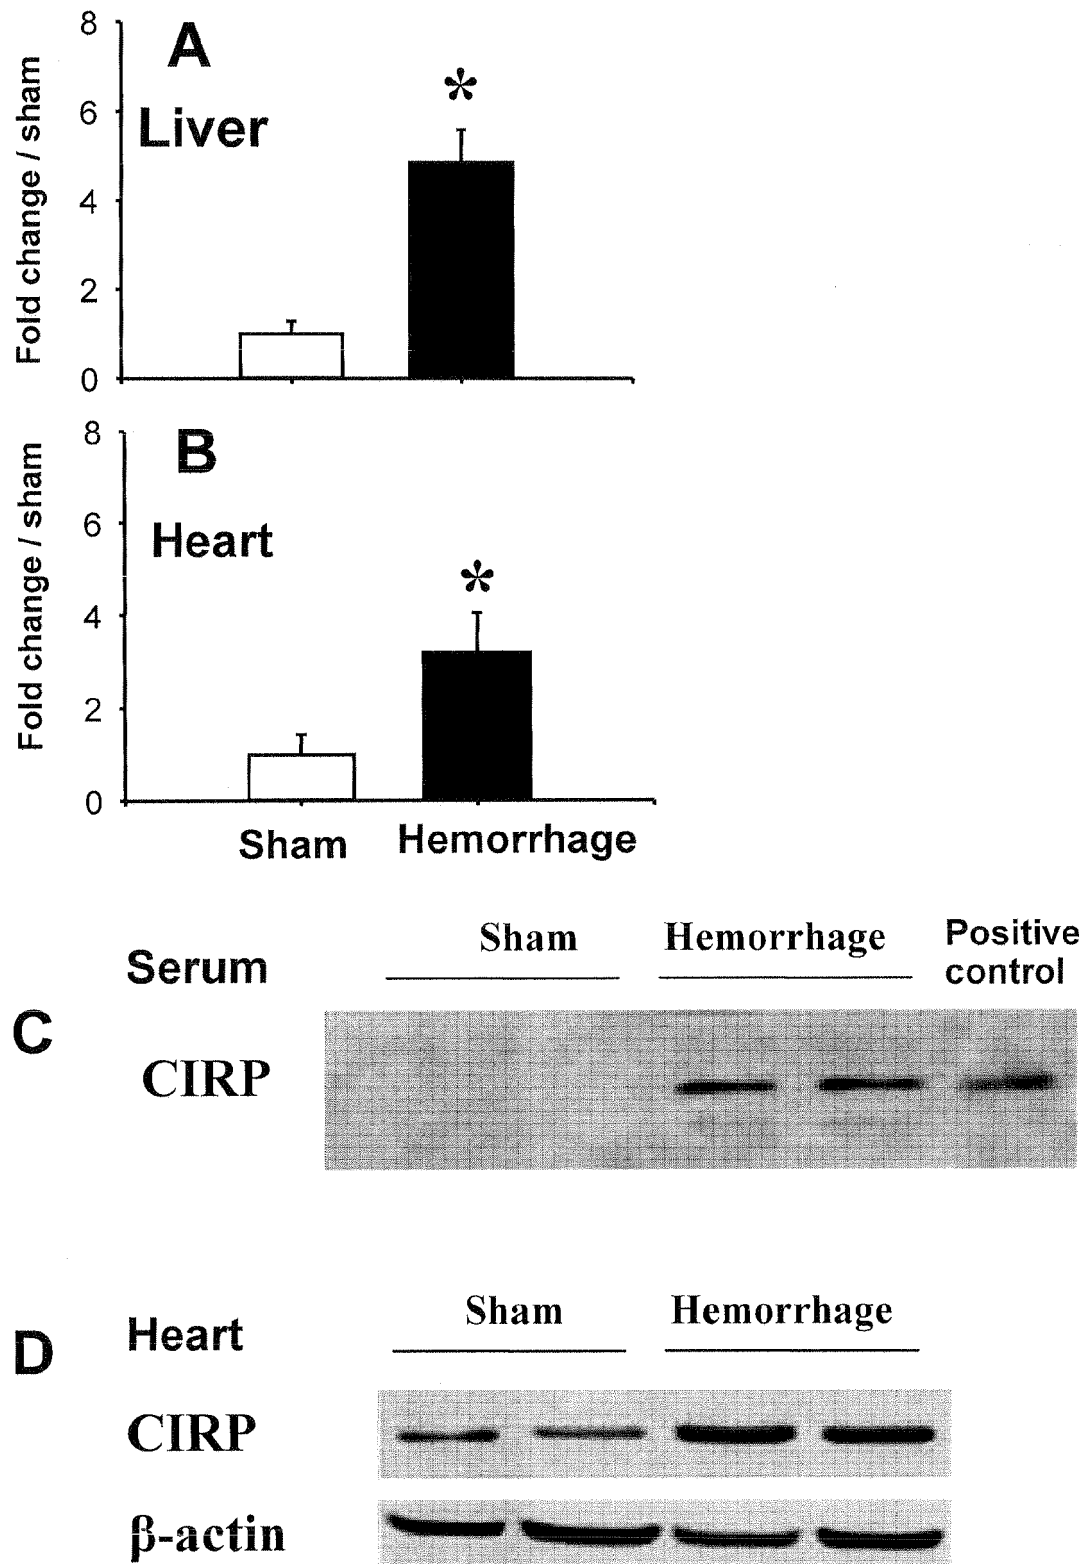 A
Liver
*
Fold change / sham
8
6
4
2
0
B
Heart
*
Fold change / sham
8
6
4
2
0
Sham Hemorrhage
C
Serum
Sham Hemorrhage Positive control
CIRP
D
Heart
Sham Hemorrhage
CIRP
β-actin